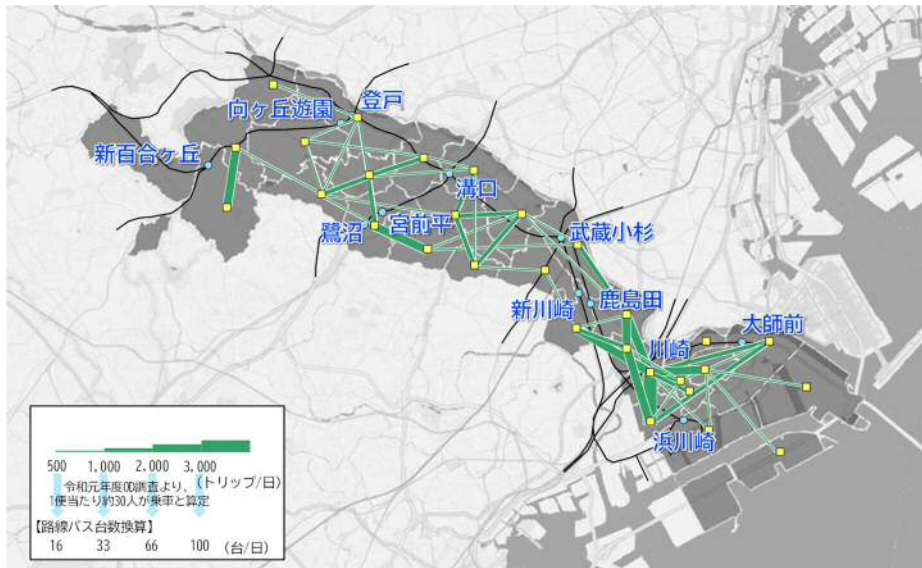 登戸
向ヶ丘遊園
新百合ヶ丘
溝口
宮前平
鷺沼
武蔵小杉
新川崎
鹿島田
大師前
川崎
浜川崎
500 1,000 2,000 3,000 (トリップ/日)
令和元年度OD調査より、
1便当たり約30人が乗車と算定
【路線バス台数換算】
16 33 66 100 (台/日)